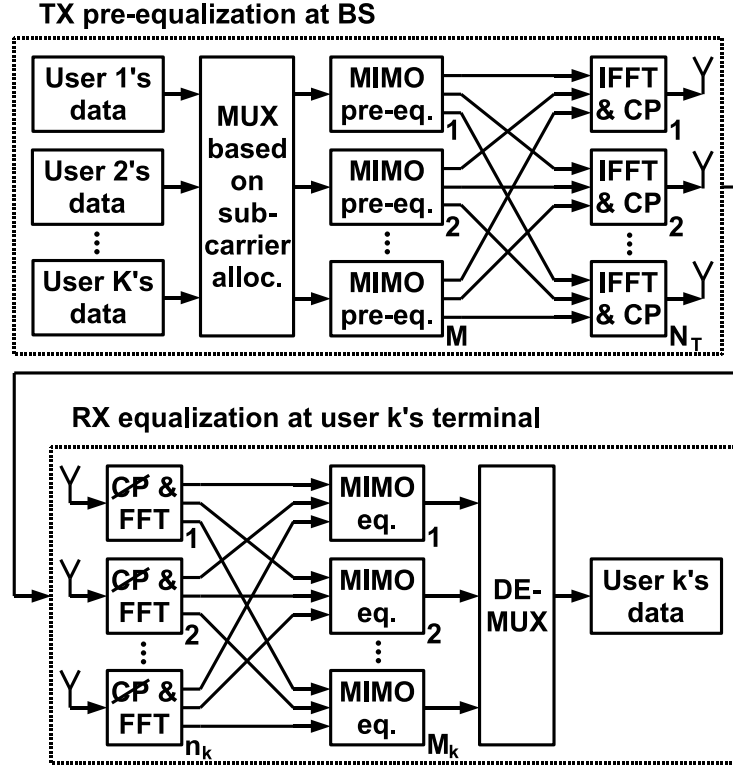 TX pre-equalization at BS
User 1's
data
User 2's
data
User K's
data
MUX
based
on
sub-
carrier
alloc.
MIMO
pre-eq.
1
MIMO
pre-eq.
2
MIMO
pre-eq.
M
IFFT
& CP
1
IFFT
& CP
2
IFFT
& CP
N_T
RX equalization at user k's terminal
CP &
FFT
1
CP &
FFT
2
CP &
FFT
n_k
MIMO
eq.
1
MIMO
eq.
2
MIMO
eq.
M_k
DE-
MUX
User k's
data